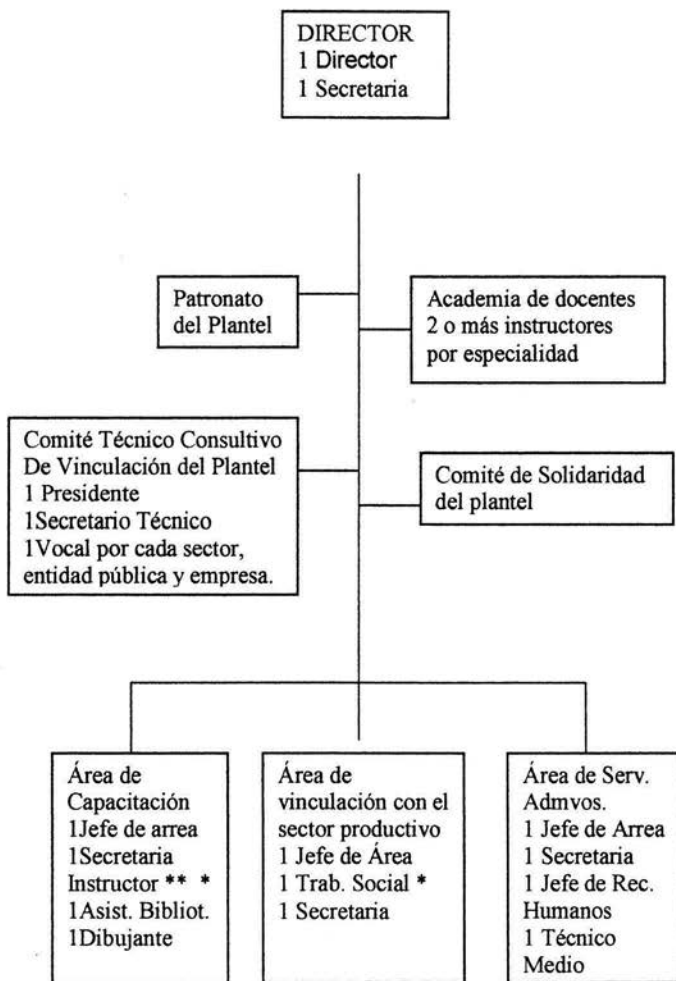 DIRECTOR
1 Director
1 Secretaria
Patronato
del Plantel
Academia de docentes
2 o más instructores
por especialidad
Comité Técnico Consultivo
De Vinculación del Plantel
1 Presidente
1Secretario Técnico
1Vocal por cada sector,
entidad pública y empresa.
Comité de Solidaridad
del plantel
Área de
Capacitación
1Jefe de arrea
1Secretaria
Instructor ** *
1Asist. Bibliot.
1Dibujante
Área de
vinculación con el
sector productivo
1 Jefe de Área
1 Trab. Social *
1 Secretaria
Área de Serv.
Admvos.
1 Jefe de Arrea
1 Secretaria
1 Jefe de Rec.
Humanos
1 Técnico
Medio